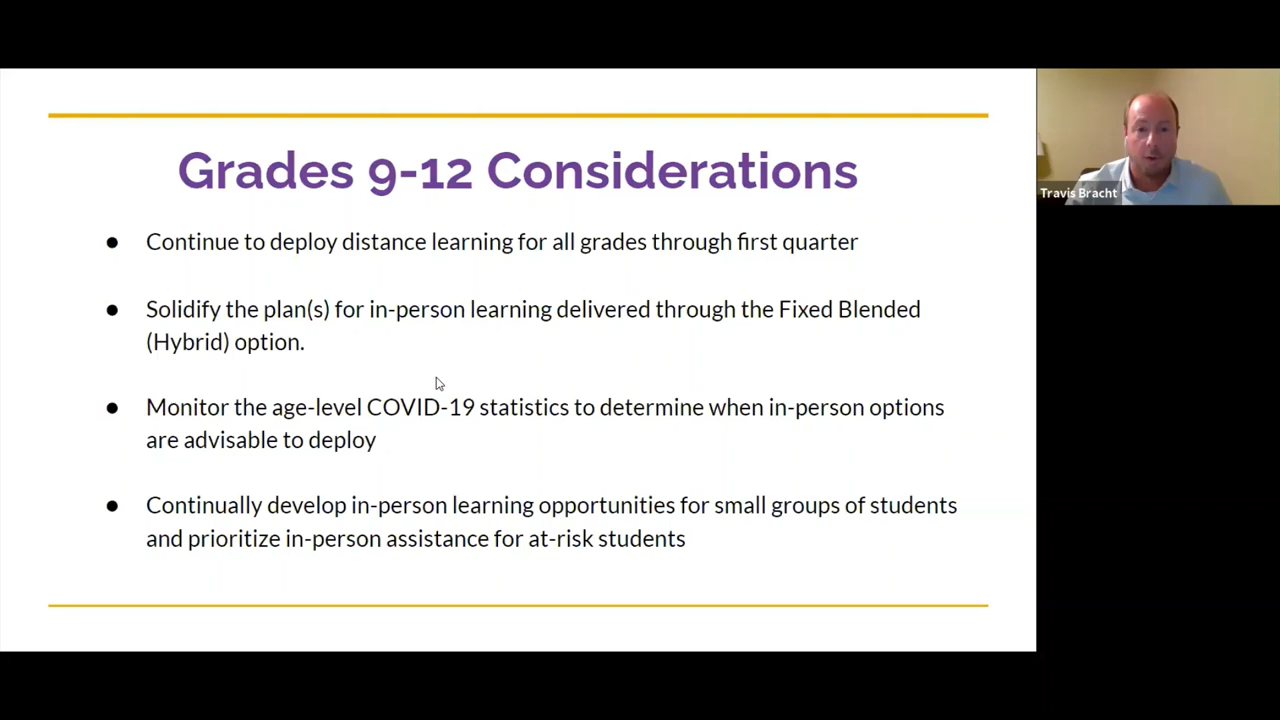 Grades 9-12 Considerations
● Continue to deploy distance learning for all grades through first quarter
● Solidify the plan(s) for in-person learning delivered through the Fixed Blended
(Hybrid) option.
● Monitor the age-level COVID-19 statistics to determine when in-person options
are advisable to deploy
● Continually develop in-person learning opportunities for small groups of students
and prioritize in-person assistance for at-risk students
Travis Bracht